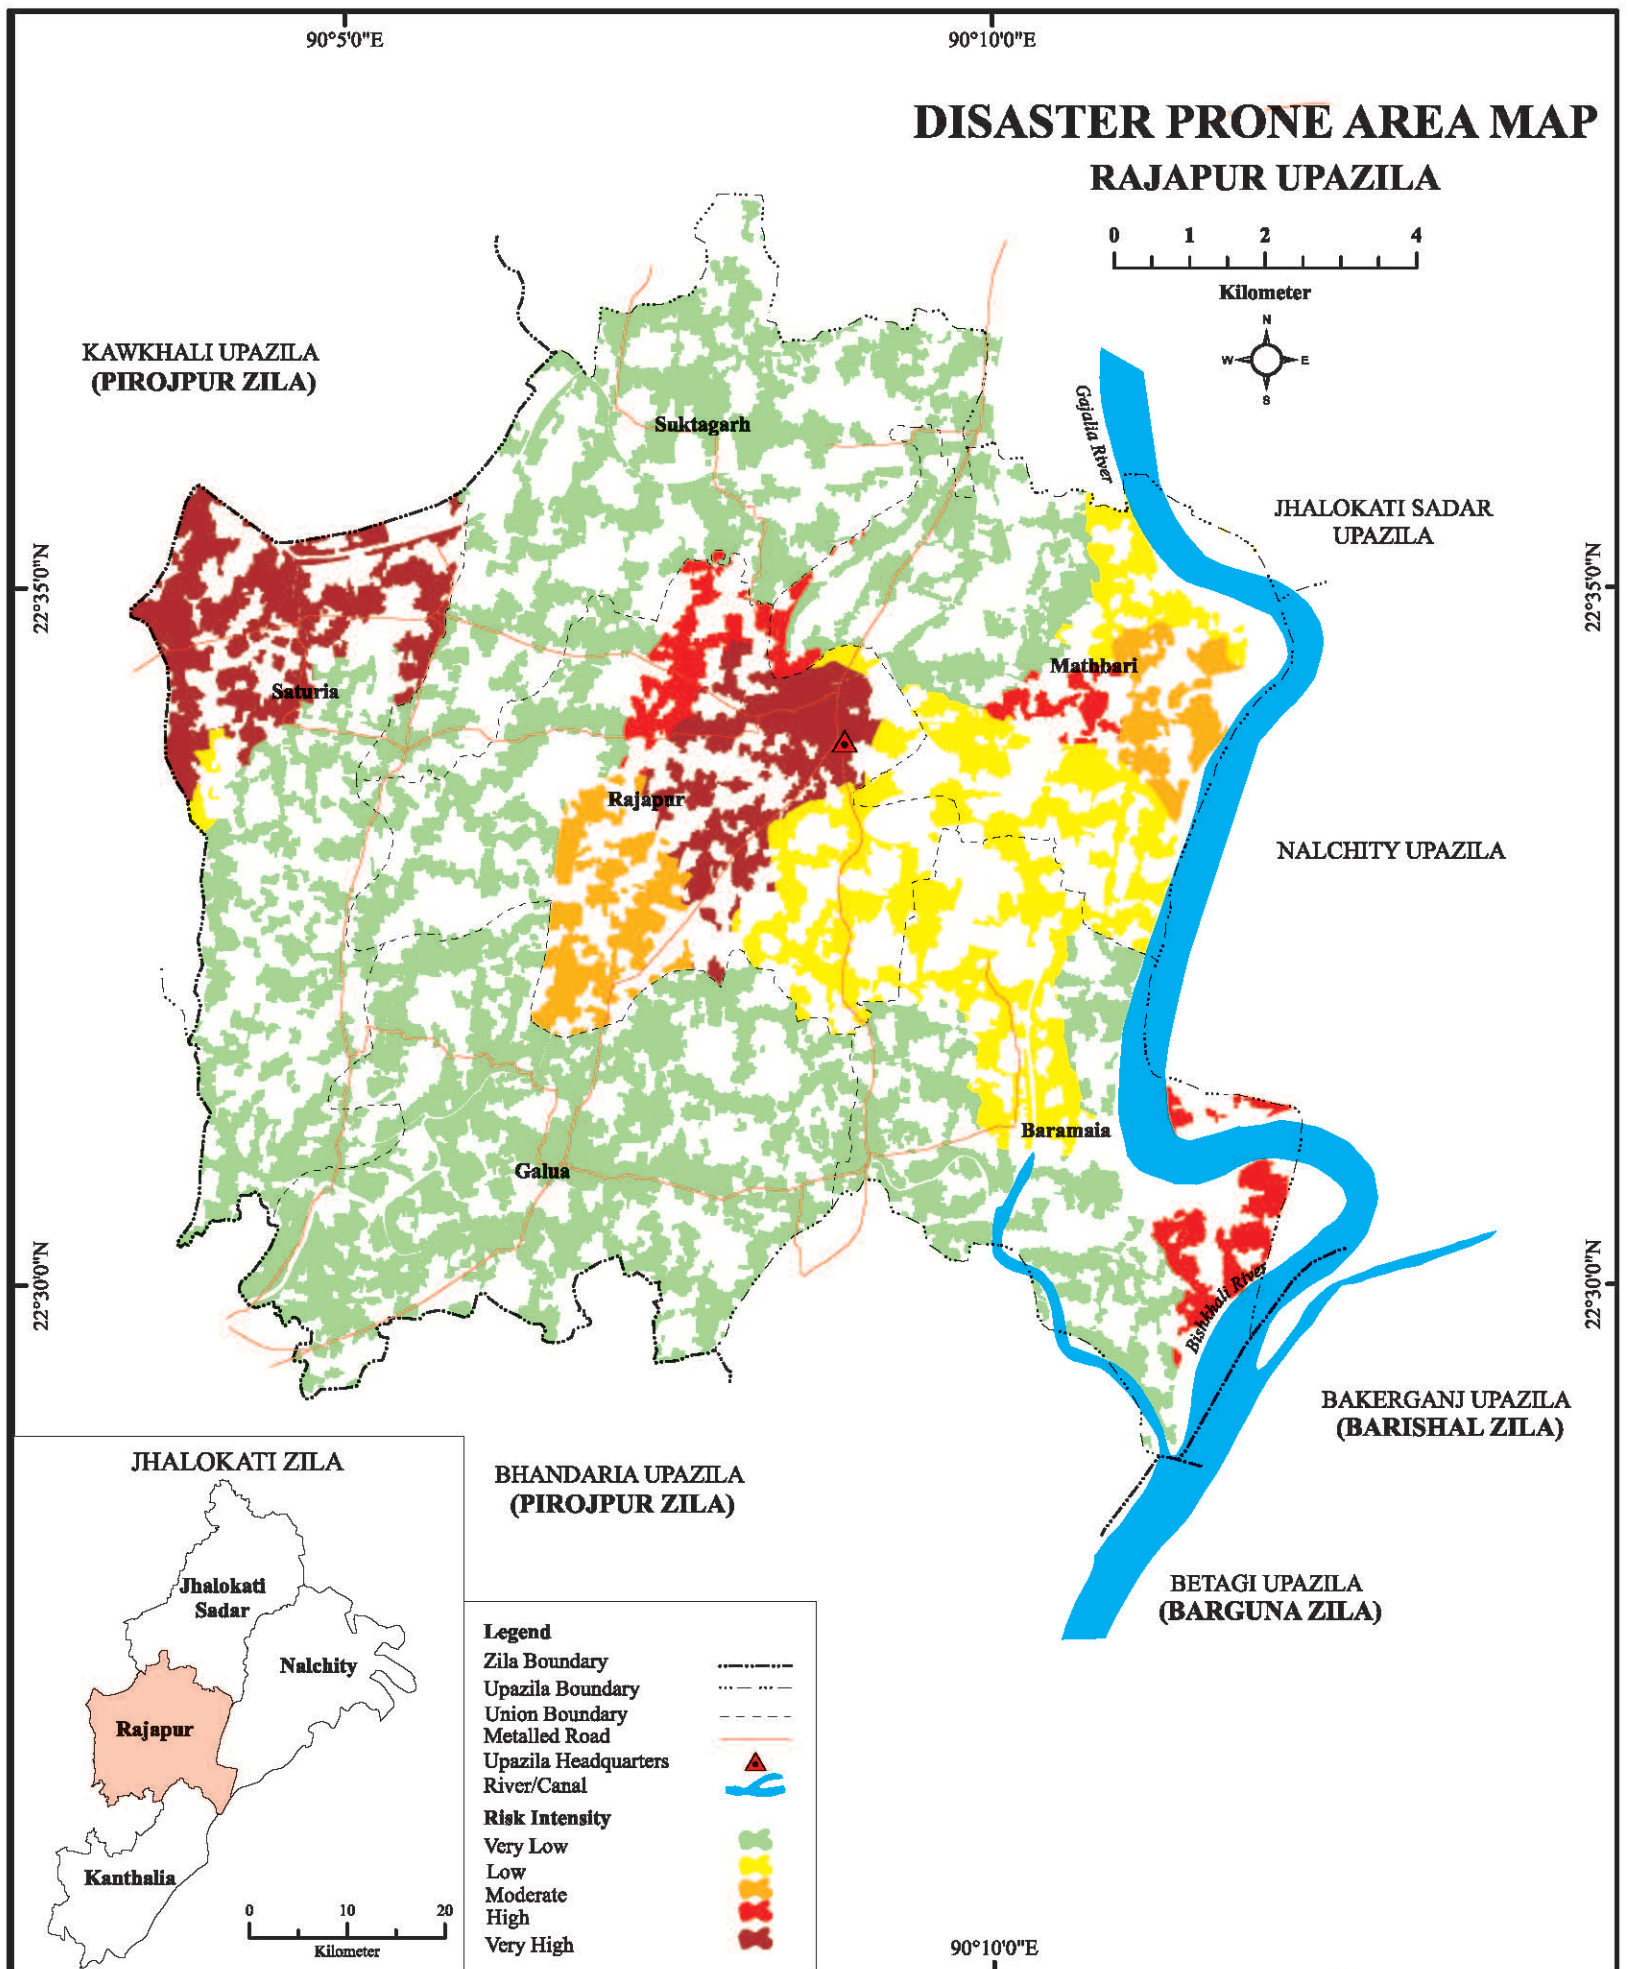 90°5'0"E
90°10'0"E
DISASTER PRONE AREA MAP
RAJAPUR UPAZILA
0 1 2 4
Kilometer
N
W E
S
KAWKHALI UPAZILA
(PIROJPUR ZILA)
Gajalia River
Suktagarh
JHALOKATI SADAR
UPAZILA
22°35'0"N
22°35'0"N
Mathbari
Saturia
Rajapur
NALCHITY UPAZILA
Baramaia
Galua
22°30'0"N
22°30'0"N
Bishkhali River
BAKERGANJ UPAZILA
(BARISHAL ZILA)
JHALOKATI ZILA
BHANDARIA UPAZILA
(PIROJPUR ZILA)
BETAGI UPAZILA
(BARGUNA ZILA)
Jhalokati
Sadar
Nalchity
Rajapur
Kanthalia
0 10 20
Kilometer
Legend
Zila Boundary
Upazila Boundary
Union Boundary
Metalled Road
Upazila Headquarters
River/Canal
Risk Intensity
Very Low
Low
Moderate
High
Very High
90°10'0"E